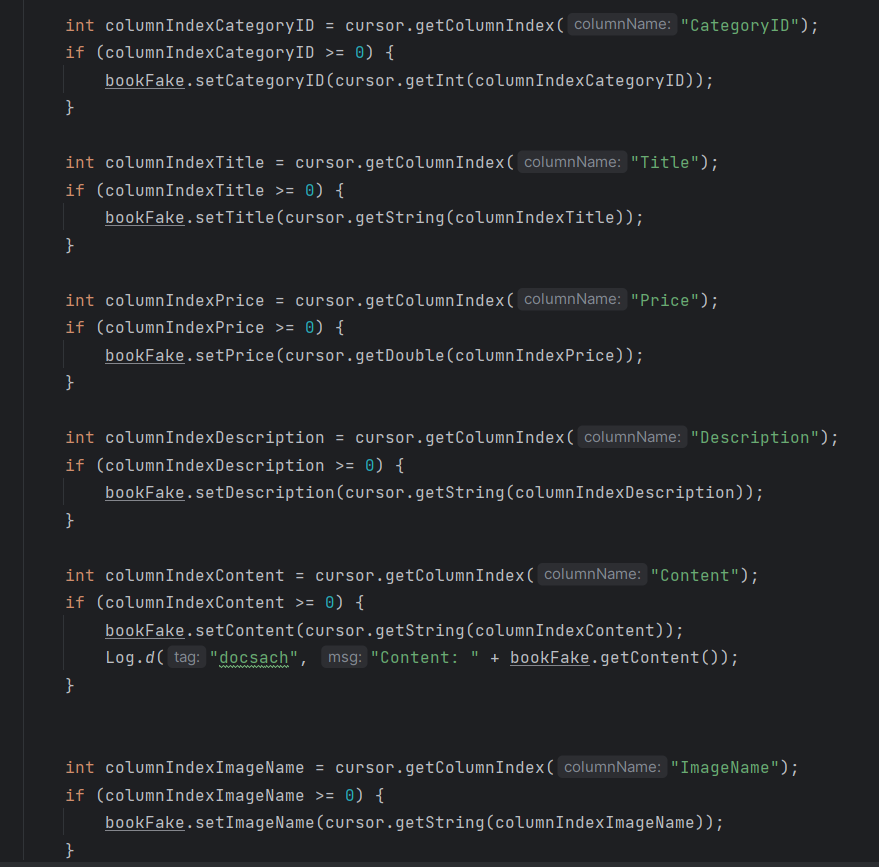 int columnIndexCategoryID = cursor.getColumnIndex( columnName: "CategoryID");
if (columnIndexCategoryID >= 0) {
bookFake.setCategoryID(cursor.getInt(columnIndexCategoryID));
}
int columnIndexTitle = cursor.getColumnIndex( columnName: "Title");
if (columnIndexTitle >= 0) {
bookFake.setTitle(cursor.getString(columnIndexTitle));
}
int columnIndexPrice = cursor.getColumnIndex( columnName: "Price");
if (columnIndexPrice >= 0) {
bookFake.setPrice(cursor.getDouble(columnIndexPrice));
}
int columnIndexDescription = cursor.getColumnIndex( columnName: "Description");
if (columnIndexDescription >= 0) {
bookFake.setDescription(cursor.getString(columnIndexDescription));
}
int columnIndexContent = cursor.getColumnIndex( columnName: "Content");
if (columnIndexContent >= 0) {
bookFake.setContent(cursor.getString(columnIndexContent));
Log.d( tag: "docsach", msg: "Content: " + bookFake.getContent());
}
int columnIndexImageName = cursor.getColumnIndex( columnName: "ImageName");
if (columnIndexImageName >= 0) {
bookFake.setImageName(cursor.getString(columnIndexImageName));
}